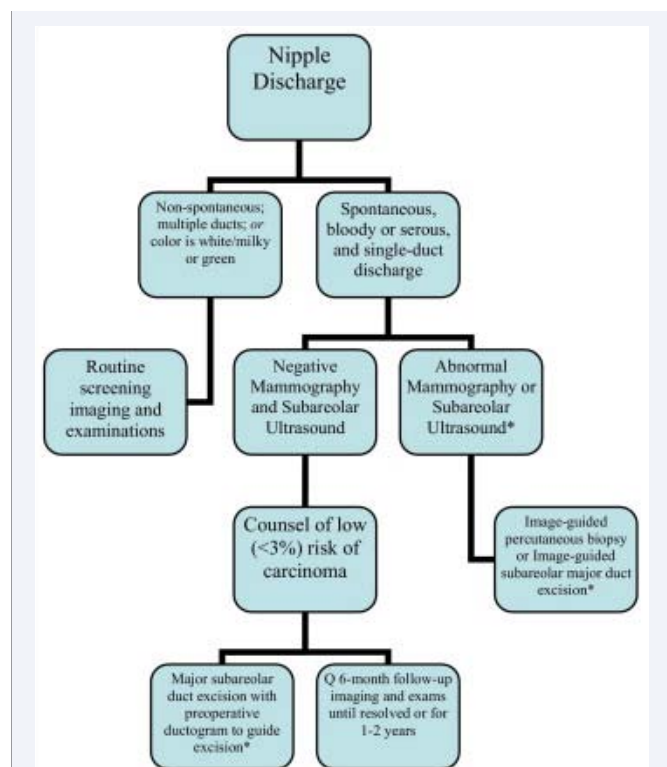 Nipple
Discharge
Non-spontaneous;
multiple ducts; or
color is white/milky
or green
Spontaneous,
bloody or serous,
and single-duct
discharge
Routine
screening
imaging and
examinations
Negative
Mammography
and Subareolar
Ultrasound
Abnormal
Mammography or
Subareolar
Ultrasound*
Counsel of low
(<3%) risk of
carcinoma
Image-guided
percutaneous biopsy
or Image-guided
subareolar major duct
excision*
Major subareolar
duct excision with
preoperative
ductogram to guide
excision*
Q 6-month follow-up
imaging and exams
until resolved or for
1-2 years